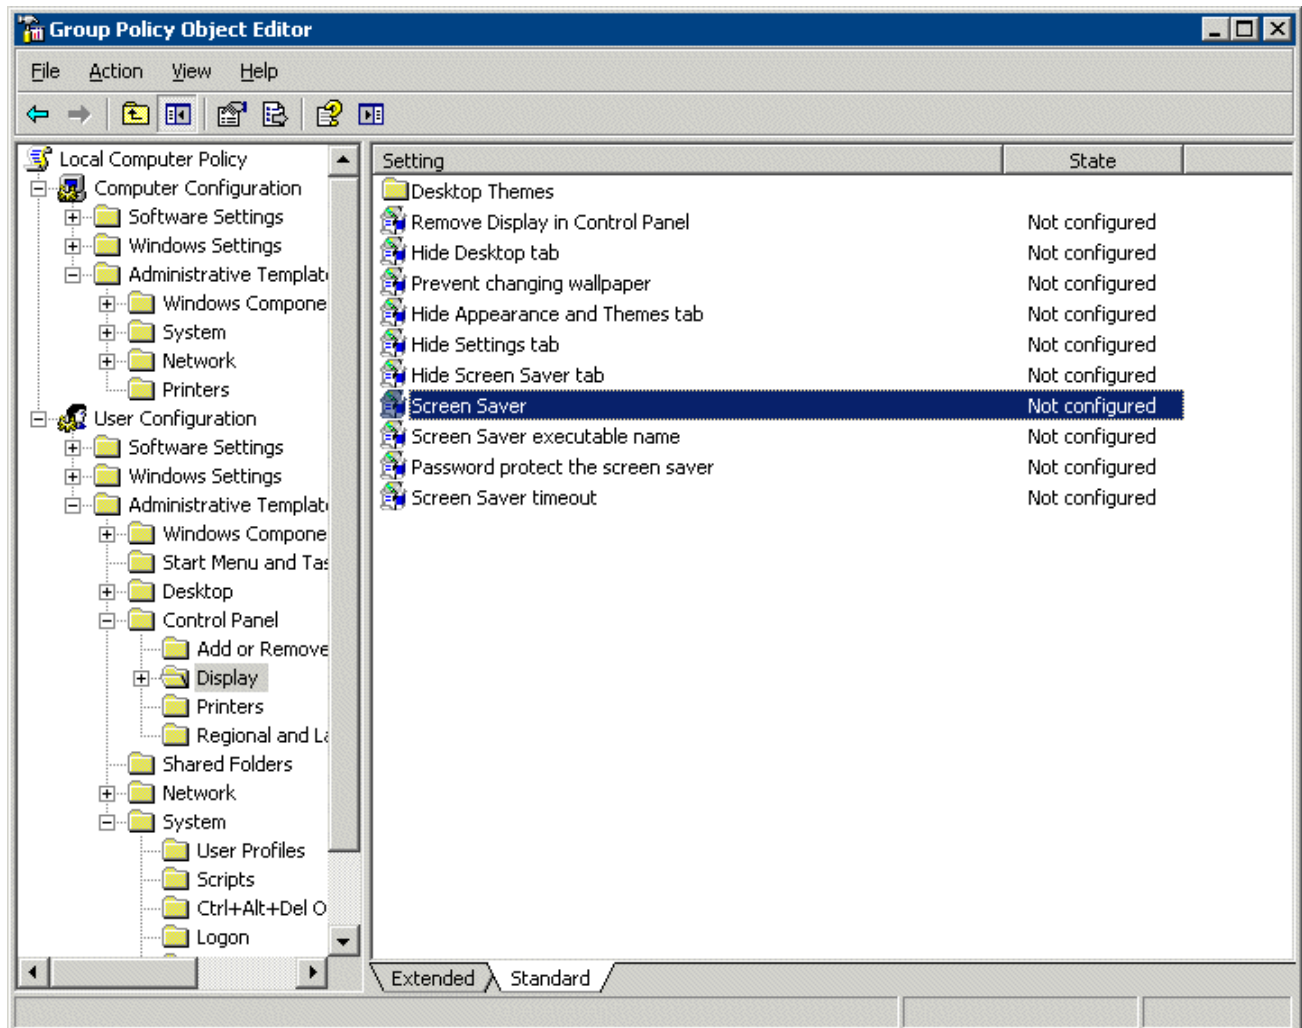 Group Policy Object Editor
File Action View Help
Local Computer Policy
Computer Configuration
Software Settings
Windows Settings
Administrative Templat
Windows Compone
System
Network
Printers
User Configuration
Software Settings
Windows Settings
Administrative Templat
Windows Compone
Start Menu and Tas
Desktop
Control Panel
Add or Remove
Display
Printers
Regional and La
Shared Folders
Network
System
User Profiles
Scripts
Ctrl+Alt+Del O
Logon
Setting State
Desktop Themes
Remove Display in Control Panel Not configured
Hide Desktop tab Not configured
Prevent changing wallpaper Not configured
Hide Appearance and Themes tab Not configured
Hide Settings tab Not configured
Hide Screen Saver tab Not configured
Screen Saver Not configured
Screen Saver executable name Not configured
Password protect the screen saver Not configured
Screen Saver timeout Not configured
Extended Standard